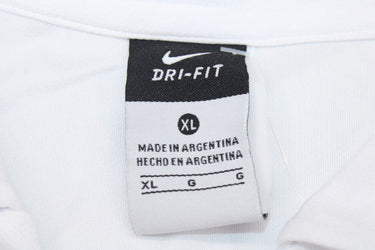 DRI-FIT
XL
MADE IN ARGENTINA
HECHO EN ARGENTINA
XL G G